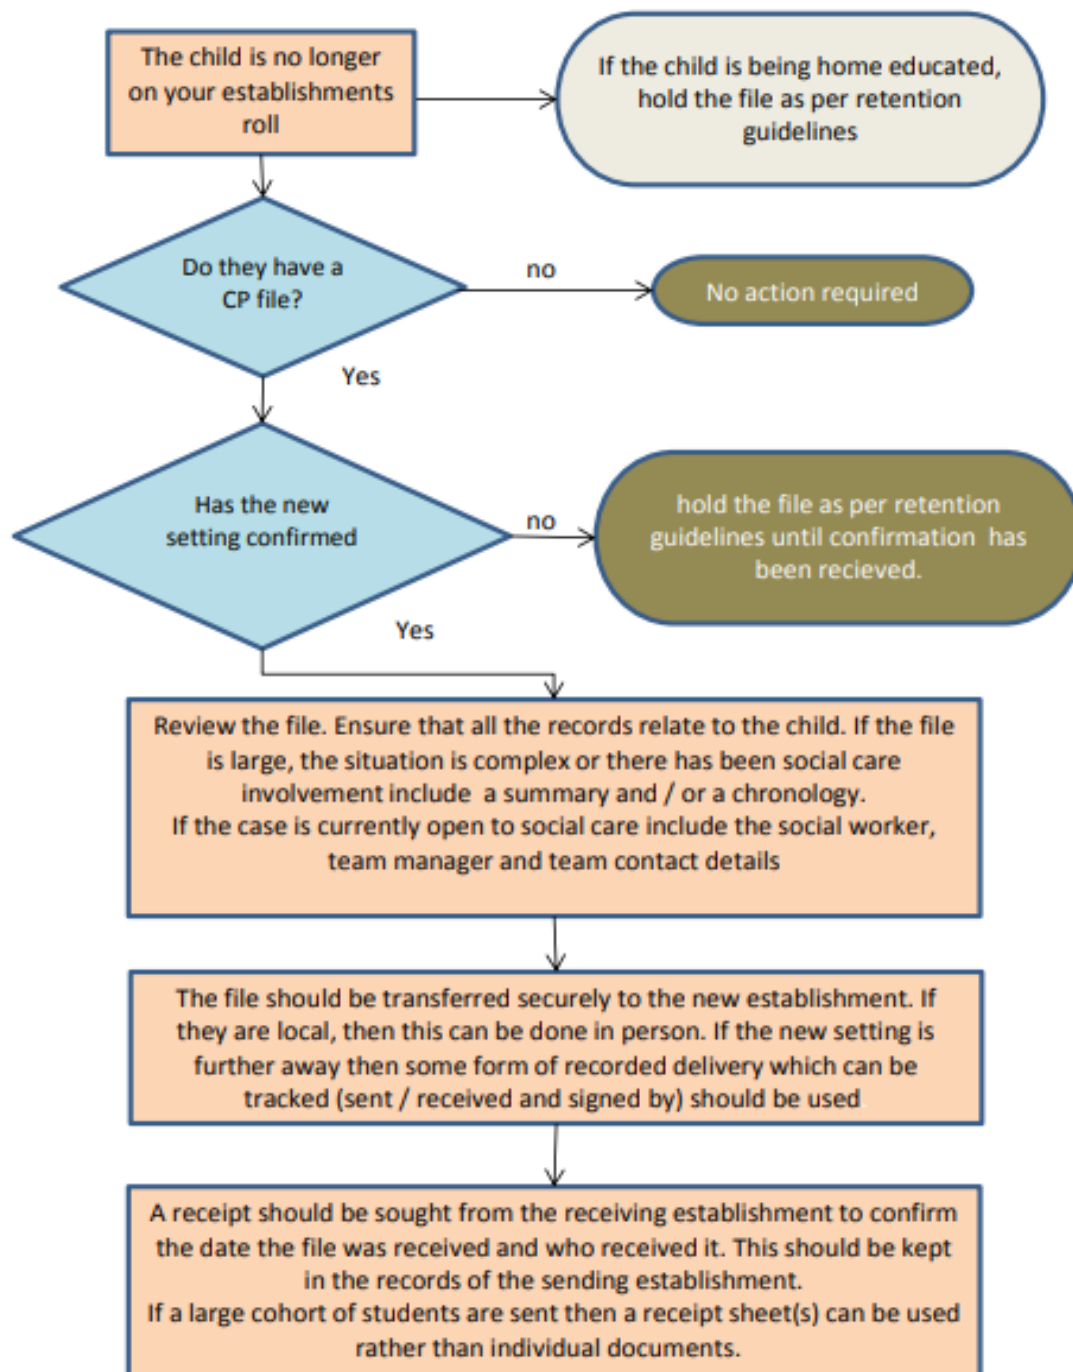 The child is no longer
on your establishments
roll
If the child is being home educated,
hold the file as per retention
guidelines
Do they have a
CP file?
no
No action required
Yes
Has the new
setting confirmed
no
hold the file as per retention
guidelines until confirmation has
been recieved.
Yes
Review the file. Ensure that all the records relate to the child. If the file
is large, the situation is complex or there has been social care
involvement include a summary and / or a chronology.
If the case is currently open to social care include the social worker,
team manager and team contact details
The file should be transferred securely to the new establishment. If
they are local, then this can be done in person. If the new setting is
further away then some form of recorded delivery which can be
tracked (sent / received and signed by) should be used
A receipt should be sought from the receiving establishment to confirm
the date the file was received and who received it. This should be kept
in the records of the sending establishment.
If a large cohort of students are sent then a receipt sheet(s) can be used
rather than individual documents.